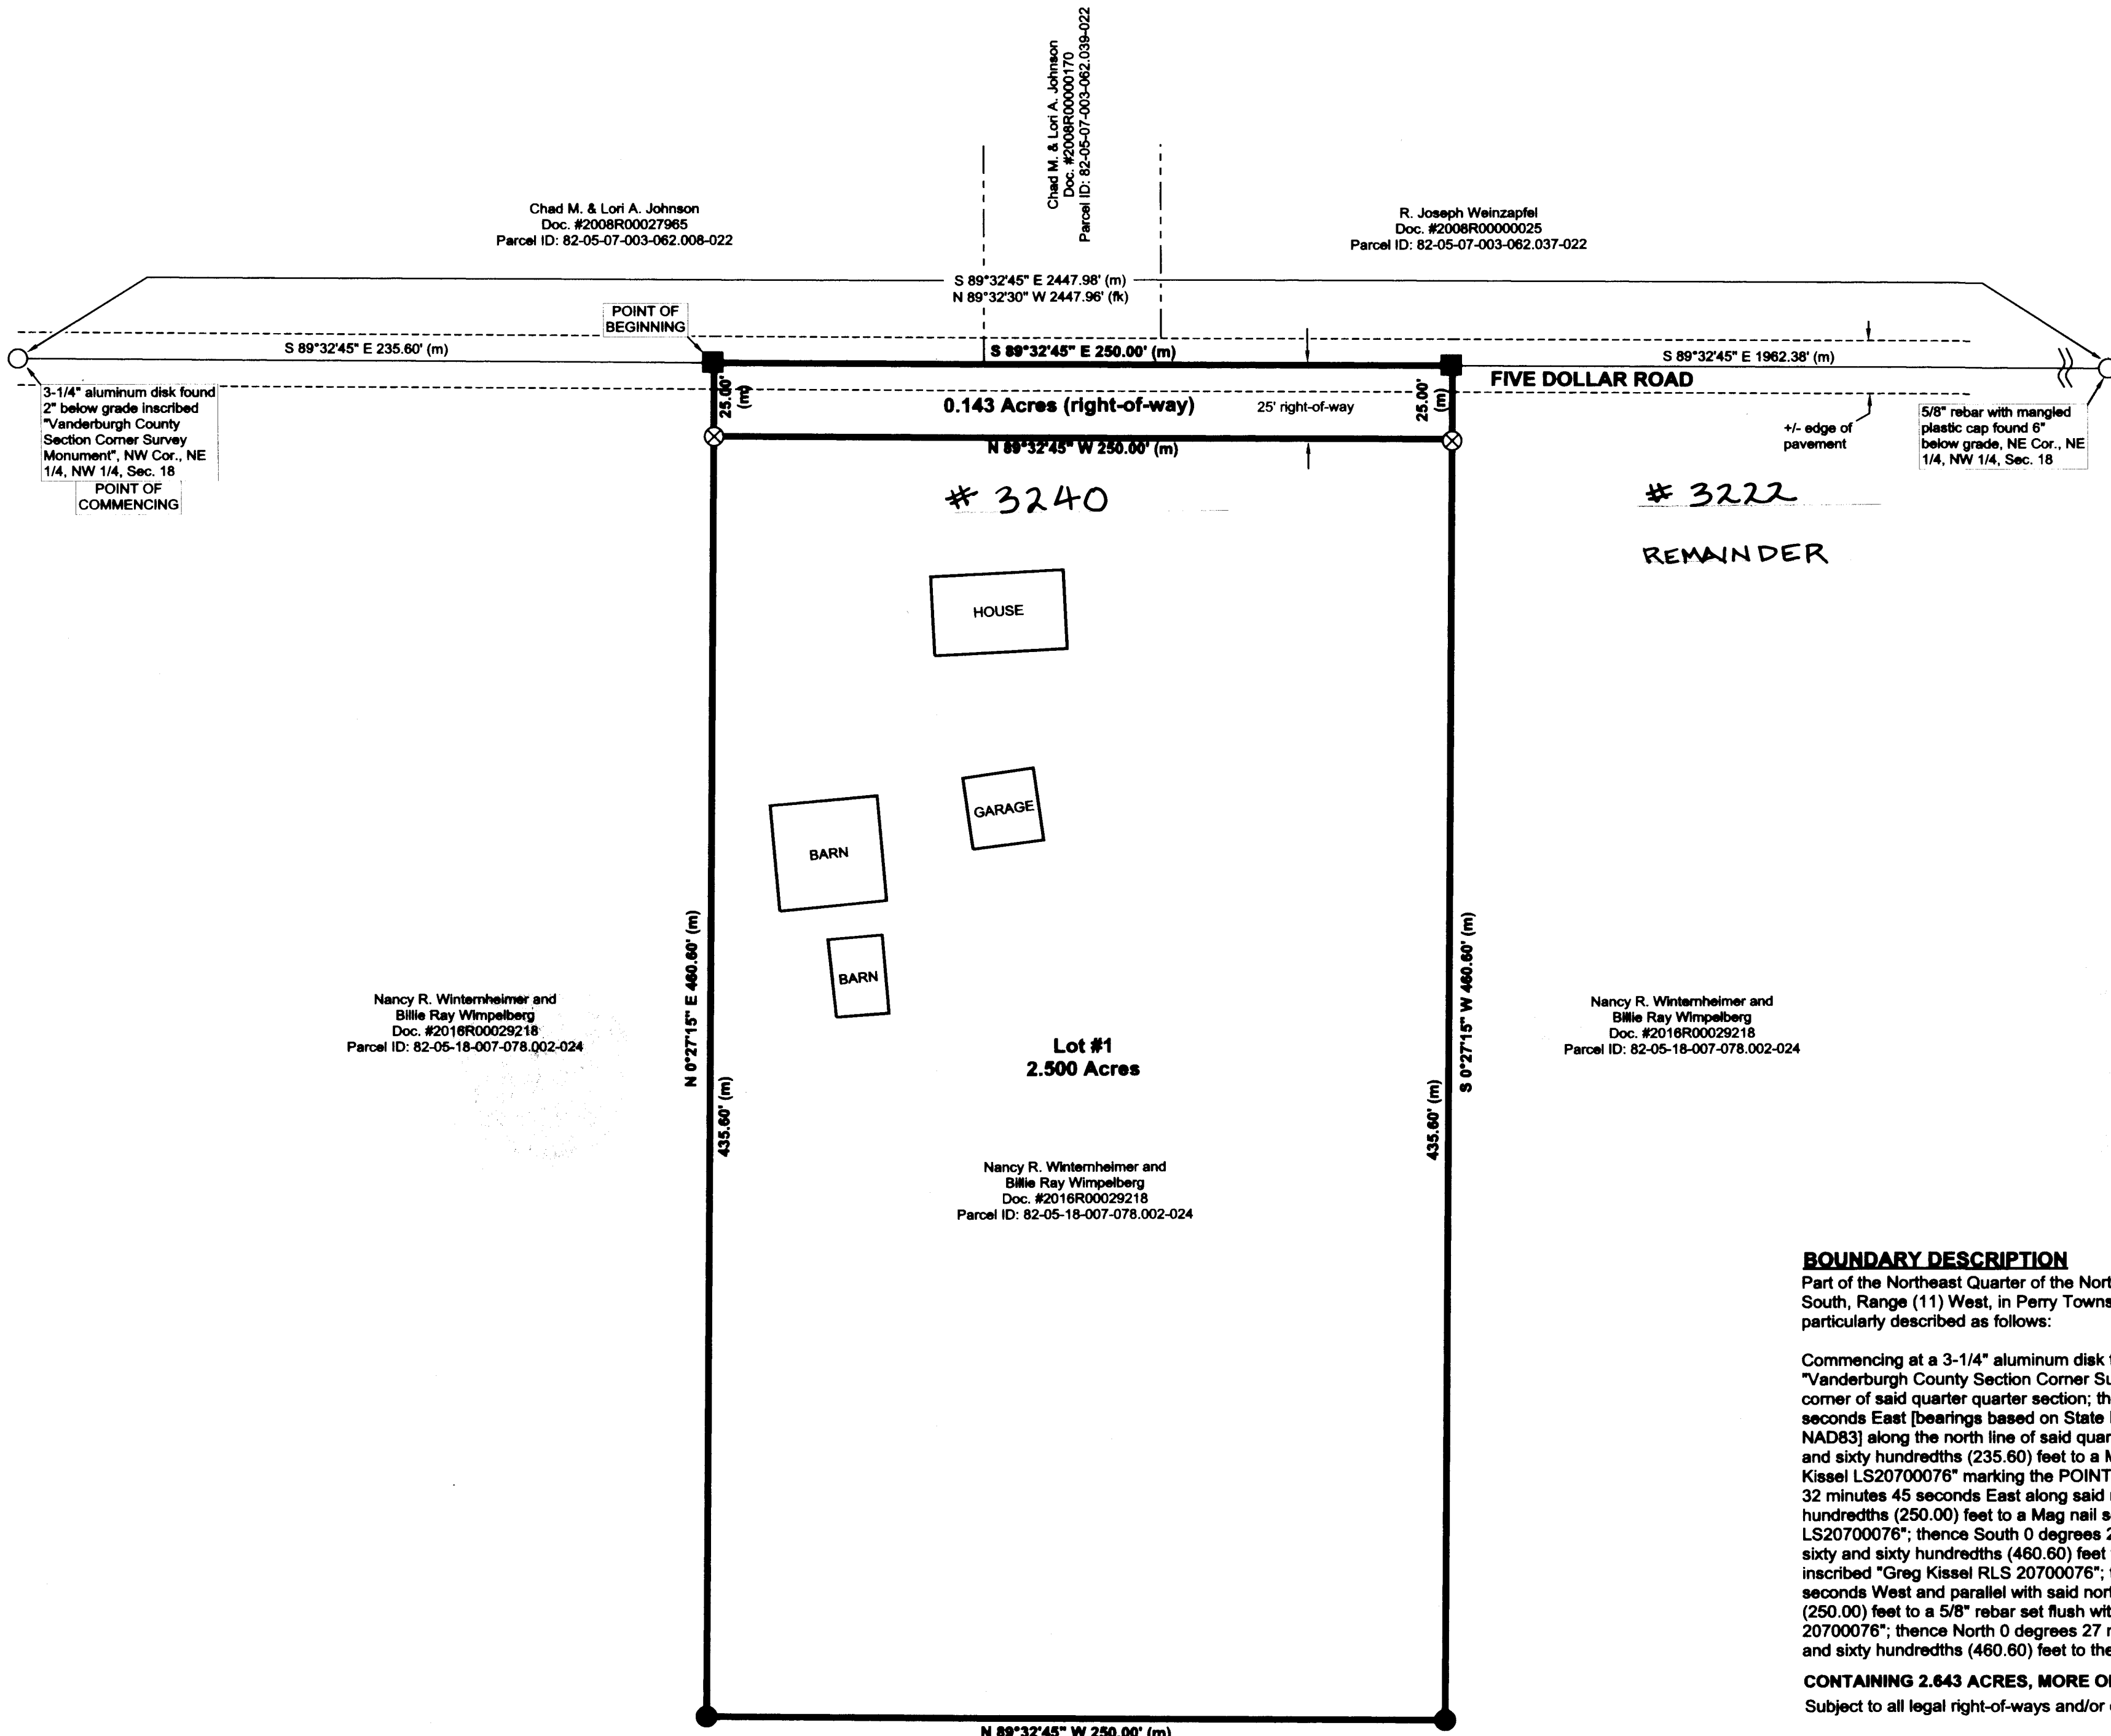 Chad M. & Lori A. Johnson
Doc. #2008R00000170
Parcel ID: 82-05-07-003-062.039-022
Chad M. & Lori A. Johnson
Doc. #2008R00027965
Parcel ID: 82-05-07-003-062.008-022
R. Joseph Weinzapfel
Doc. #2008R00000025
Parcel ID: 82-05-07-003-062.037-022
S 89°32'45" E 2447.98' (m)
N 89°32'30" W 2447.96' (fk)
POINT OF
BEGINNING
S 89°32'45" E 235.60' (m)
S 89°32'45" E 250.00' (m)
S 89°32'45" E 1962.38' (m)
3-1/4" aluminum disk found
2" below grade inscribed
"Vanderburgh County
Section Corner Survey
Monument", NW Cor., NE
1/4, NW 1/4, Sec. 18
POINT OF
COMMENCING
25.00'
(m)
0.143 Acres (right-of-way)
25' right-of-way
25.00'
(m)
FIVE DOLLAR ROAD
+/- edge of
pavement
5/8" rebar with mangled
plastic cap found 6"
below grade, NE Cor., NE
1/4, NW 1/4, Sec. 18
N 89°32'45" W 250.00' (m)
# 3240
# 3222
REMAINDER
HOUSE
GARAGE
BARN
BARN
N 0°27'15" E 460.60' (m)
435.60' (m)
S 0°27'15" W 460.60' (m)
435.60' (m)
Nancy R. Winternheimer and
Billie Ray Wimpelberg
Doc. #2016R00029218
Parcel ID: 82-05-18-007-078.002-024
Nancy R. Winternheimer and
Billie Ray Wimpelberg
Doc. #2016R00029218
Parcel ID: 82-05-18-007-078.002-024
Lot #1
2.500 Acres
Nancy R. Winternheimer and
Billie Ray Wimpelberg
Doc. #2016R00029218
Parcel ID: 82-05-18-007-078.002-024
BOUNDARY DESCRIPTION
Part of the Northeast Quarter of the Nort
South, Range (11) West, in Perry Towns
particularly described as follows:
Commencing at a 3-1/4" aluminum disk
"Vanderburgh County Section Corner Su
corner of said quarter quarter section; th
seconds East [bearings based on State
NAD83] along the north line of said quar
and sixty hundredths (235.60) feet to a M
Kissel LS20700076" marking the POINT
32 minutes 45 seconds East along said
hundredths (250.00) feet to a Mag nail s
LS20700076"; thence South 0 degrees 2
sixty and sixty hundredths (460.60) feet
inscribed "Greg Kissel RLS 20700076";
seconds West and parallel with said nort
(250.00) feet to a 5/8" rebar set flush wit
20700076"; thence North 0 degrees 27
and sixty hundredths (460.60) feet to the
CONTAINING 2.643 ACRES, MORE O
Subject to all legal right-of-ways and/or
N 89°32'45" W 250.00' (m)